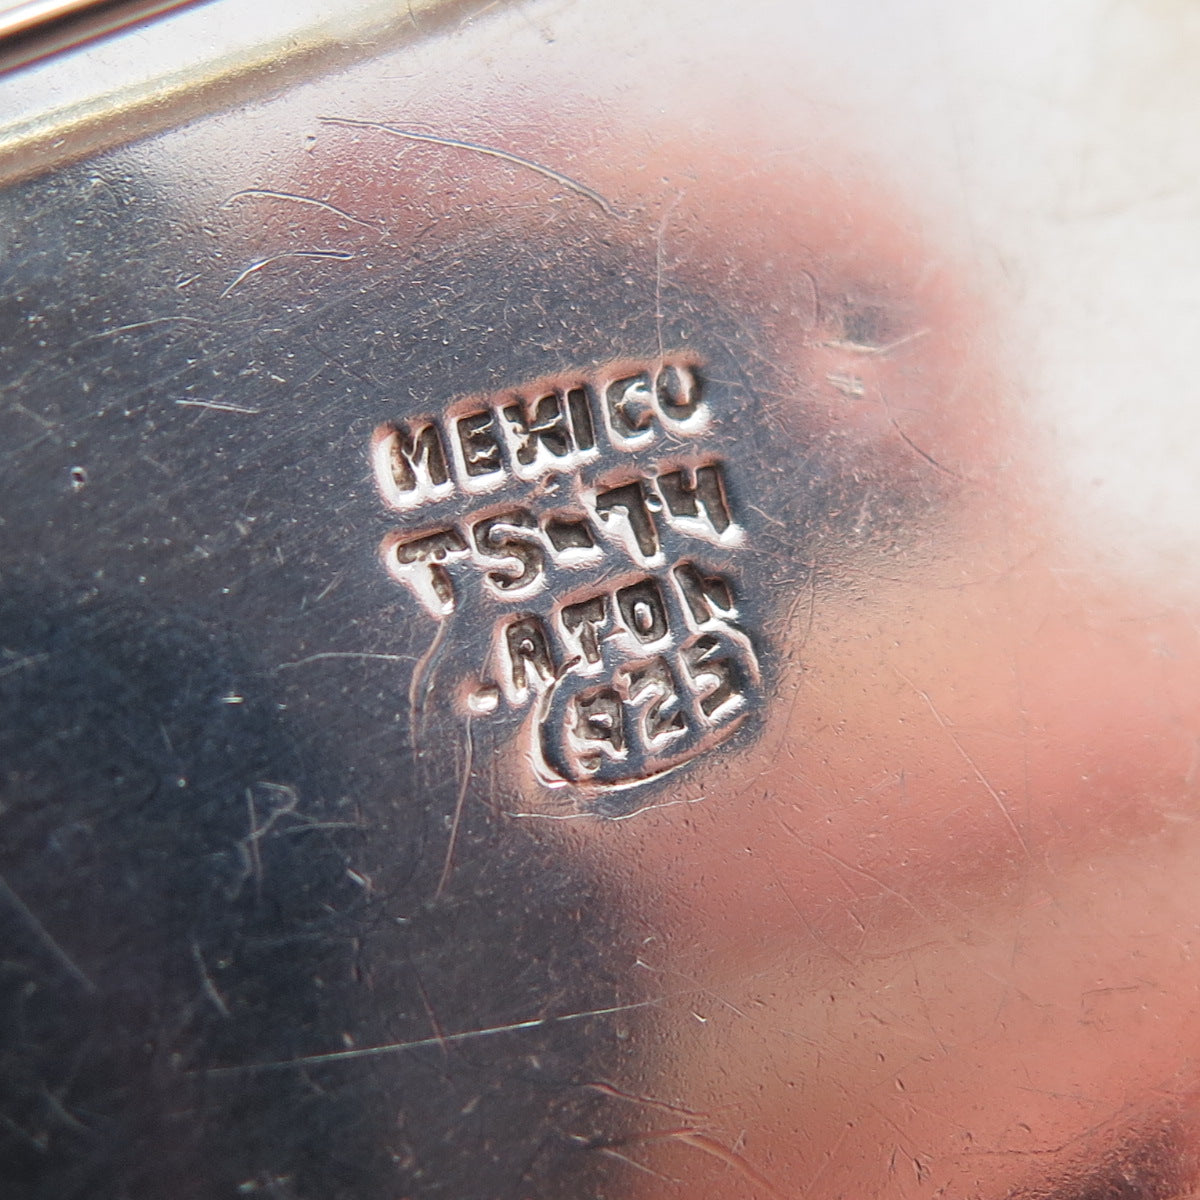 MEXICO
TS-74
.ATON
925